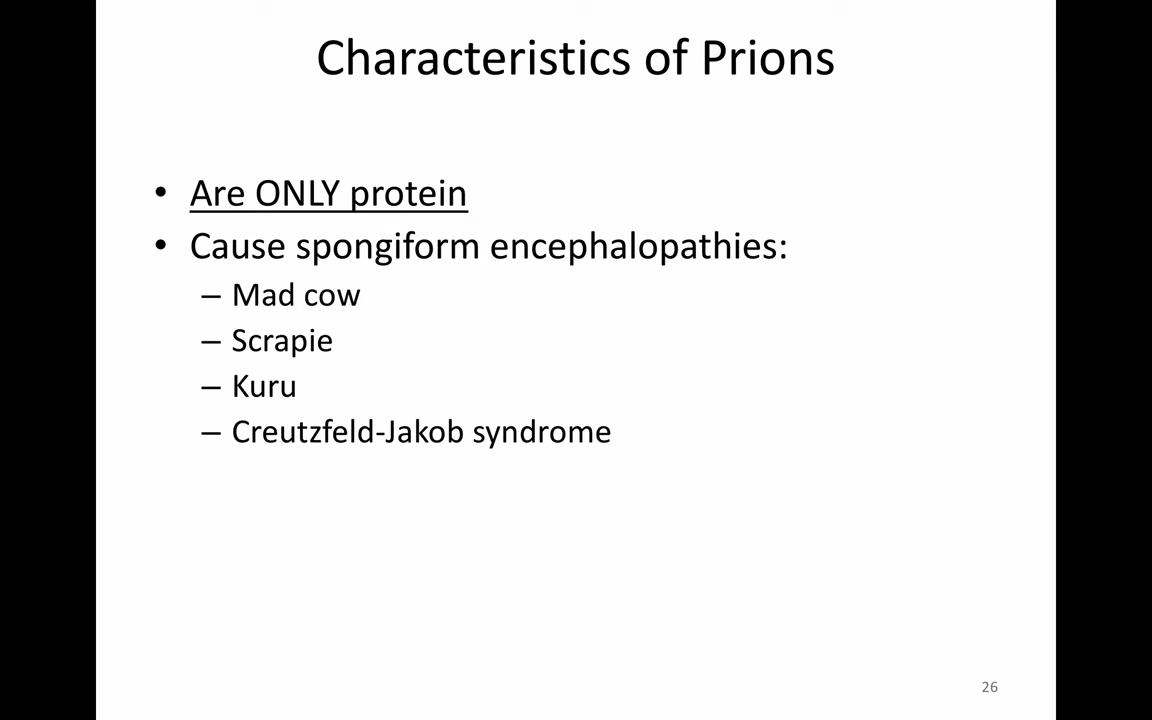 Characteristics of Prions
• Are ONLY protein
• Cause spongiform encephalopathies:
– Mad cow
– Scrapie
– Kuru
– Creutzfeld-Jakob syndrome
26